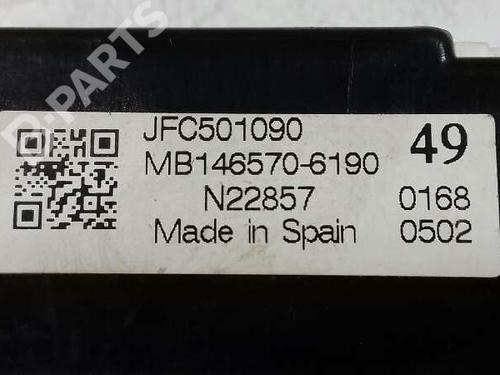 D-PARTS
JFC501090
49
MB146570-6190
N22857
0168
Made in Spain
0502